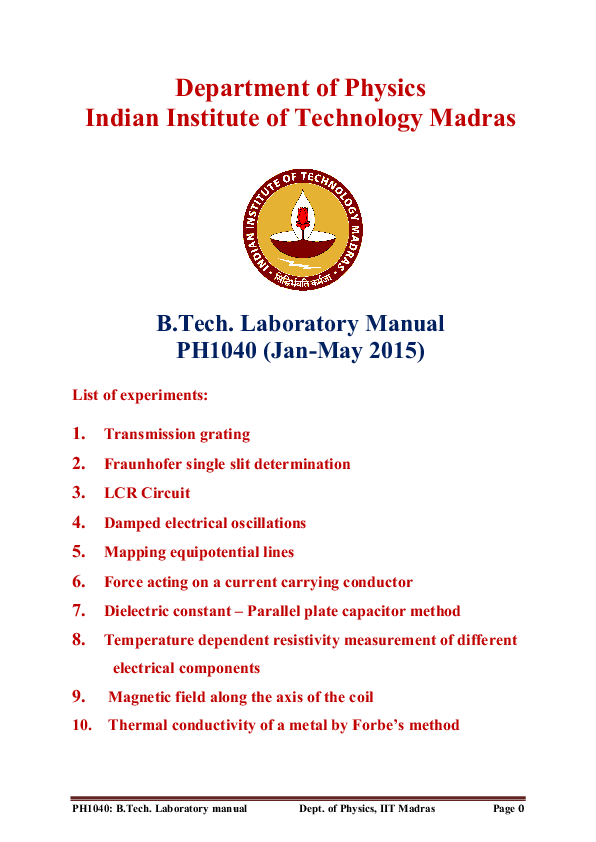 Department of Physics
Indian Institute of Technology Madras
INDIAN INSTITUTE OF TECHNOLOGY MADRAS
सिद्धिर्भवति कर्मजा
B.Tech. Laboratory Manual
PH1040 (Jan-May 2015)
List of experiments:
1. Transmission grating
2. Fraunhofer single slit determination
3. LCR Circuit
4. Damped electrical oscillations
5. Mapping equipotential lines
6. Force acting on a current carrying conductor
7. Dielectric constant – Parallel plate capacitor method
8. Temperature dependent resistivity measurement of different
electrical components
9. Magnetic field along the axis of the coil
10. Thermal conductivity of a metal by Forbe’s method
PH1040: B.Tech. Laboratory manual Dept. of Physics, IIT Madras Page 0